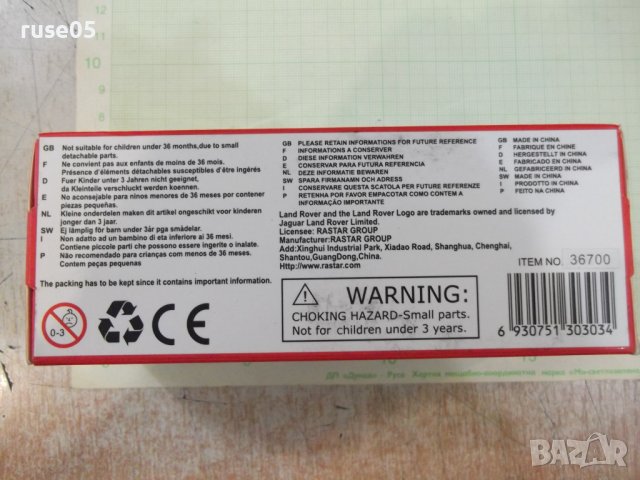 ruse05
GB Not suitable for children under 36 months,due to small
detachable parts.
F Ne convient pas aux enfants de moins de 36 mois.
Présence d'éléments détachables susceptibles d'être ingérés
D Fuer Kinder unter 3 Jahren nicht geeignet,
da Kleinteile verschluckt werden koennen.
E No aconsejable para ninos menores de 36 meses por contener
piezas pequeñas.
NL Kleine onderdelen maken dit artikel ongeschikt voor kinderen
jonger dan 3 jaar.
SW Ej lämplig för barn under 3år pga smådelar.
I Non adatto ad un bambino di eta inferiore ai 36 mesi.
Contiene piccole parti che possono essere ingerite o inalate.
P Não recomendado para crianças com menos de 36 meses.
Contem peças pequenas
The packing has to be kept since it contains important information.
0-3
CE
GB PLEASE RETAIN INFORMATIONS FOR FUTURE REFERENCE
F INFORMATIONS A CONSERVER
D DIESE INFORMATION VERWAHREN
E CONSERVAR PARA FUTURA REFERENCIA
NL DEZE INFORMATIE BEWAREN
SW SPARA FIRMANAMN OCH ADRESS
I CONSERVARE QUESTA SCATOLA PER FUTURE REFERENZE
P RETENHA POR FAVOR EMPACOTAR COMO CONTEM A
INFORMAÇÃO IMPORTANTE
GB MADE IN CHINA
F FABRIQUE EN CHINE
D HERGESTELLT IN CHINA
E FABRICADO EN CHINA
NL GEFABRICEERD IN CHINA
SW MADE IN CHINA
I PRODOTTO IN CHINA
P FEITO NA CHINA
Land Rover and the Land Rover Logo are trademarks owned and licensed by
Jaguar Land Rover Limited.
Licensee: RASTAR GROUP
Manufacturer:RASTAR GROUP
Add:Xinghui Industrial Park, Xiadao Road, Shanghua, Chenghai,
Shantou,GuangDong,China.
Http://www.rastar.com
ITEM NO. 36700
WARNING:
CHOKING HAZARD-Small parts.
Not for children under 3 years.
6 930751 303034
BAZAR